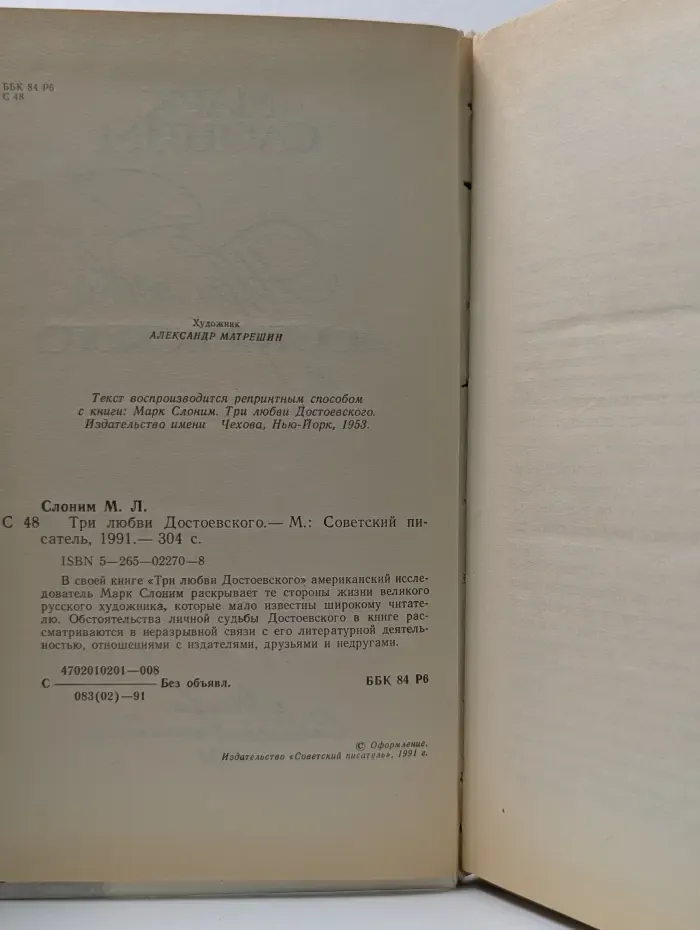 ББК 84 Р6
С 48
Художник
АЛЕКСАНДР МАТРЕШИН
Текст воспроизводится репринтным способом
с книги: Марк Слоним. Три любви Достоевского.
Издательство имени Чехова, Нью-Йорк, 1953.
Слоним М. Л.
С 48 Три любви Достоевского.— М.: Советский пи-
сатель, 1991.— 304 с.
ISBN 5—265—02270—8
В своей книге «Три любви Достоевского» американский иссле-
дователь Марк Слоним раскрывает те стороны жизни великого
русского художника, которые мало известны широкому читате-
лю. Обстоятельства личной судьбы Достоевского в книге рас-
сматриваются в неразрывной связи с его литературной деятель-
ностью, отношениями с издателями, друзьями и недругами.
4702010201—008
С ———— Без объявл. ББК 84 Р6
083(02)—91
© Оформление.
Издательство «Советский писатель», 1991 г.